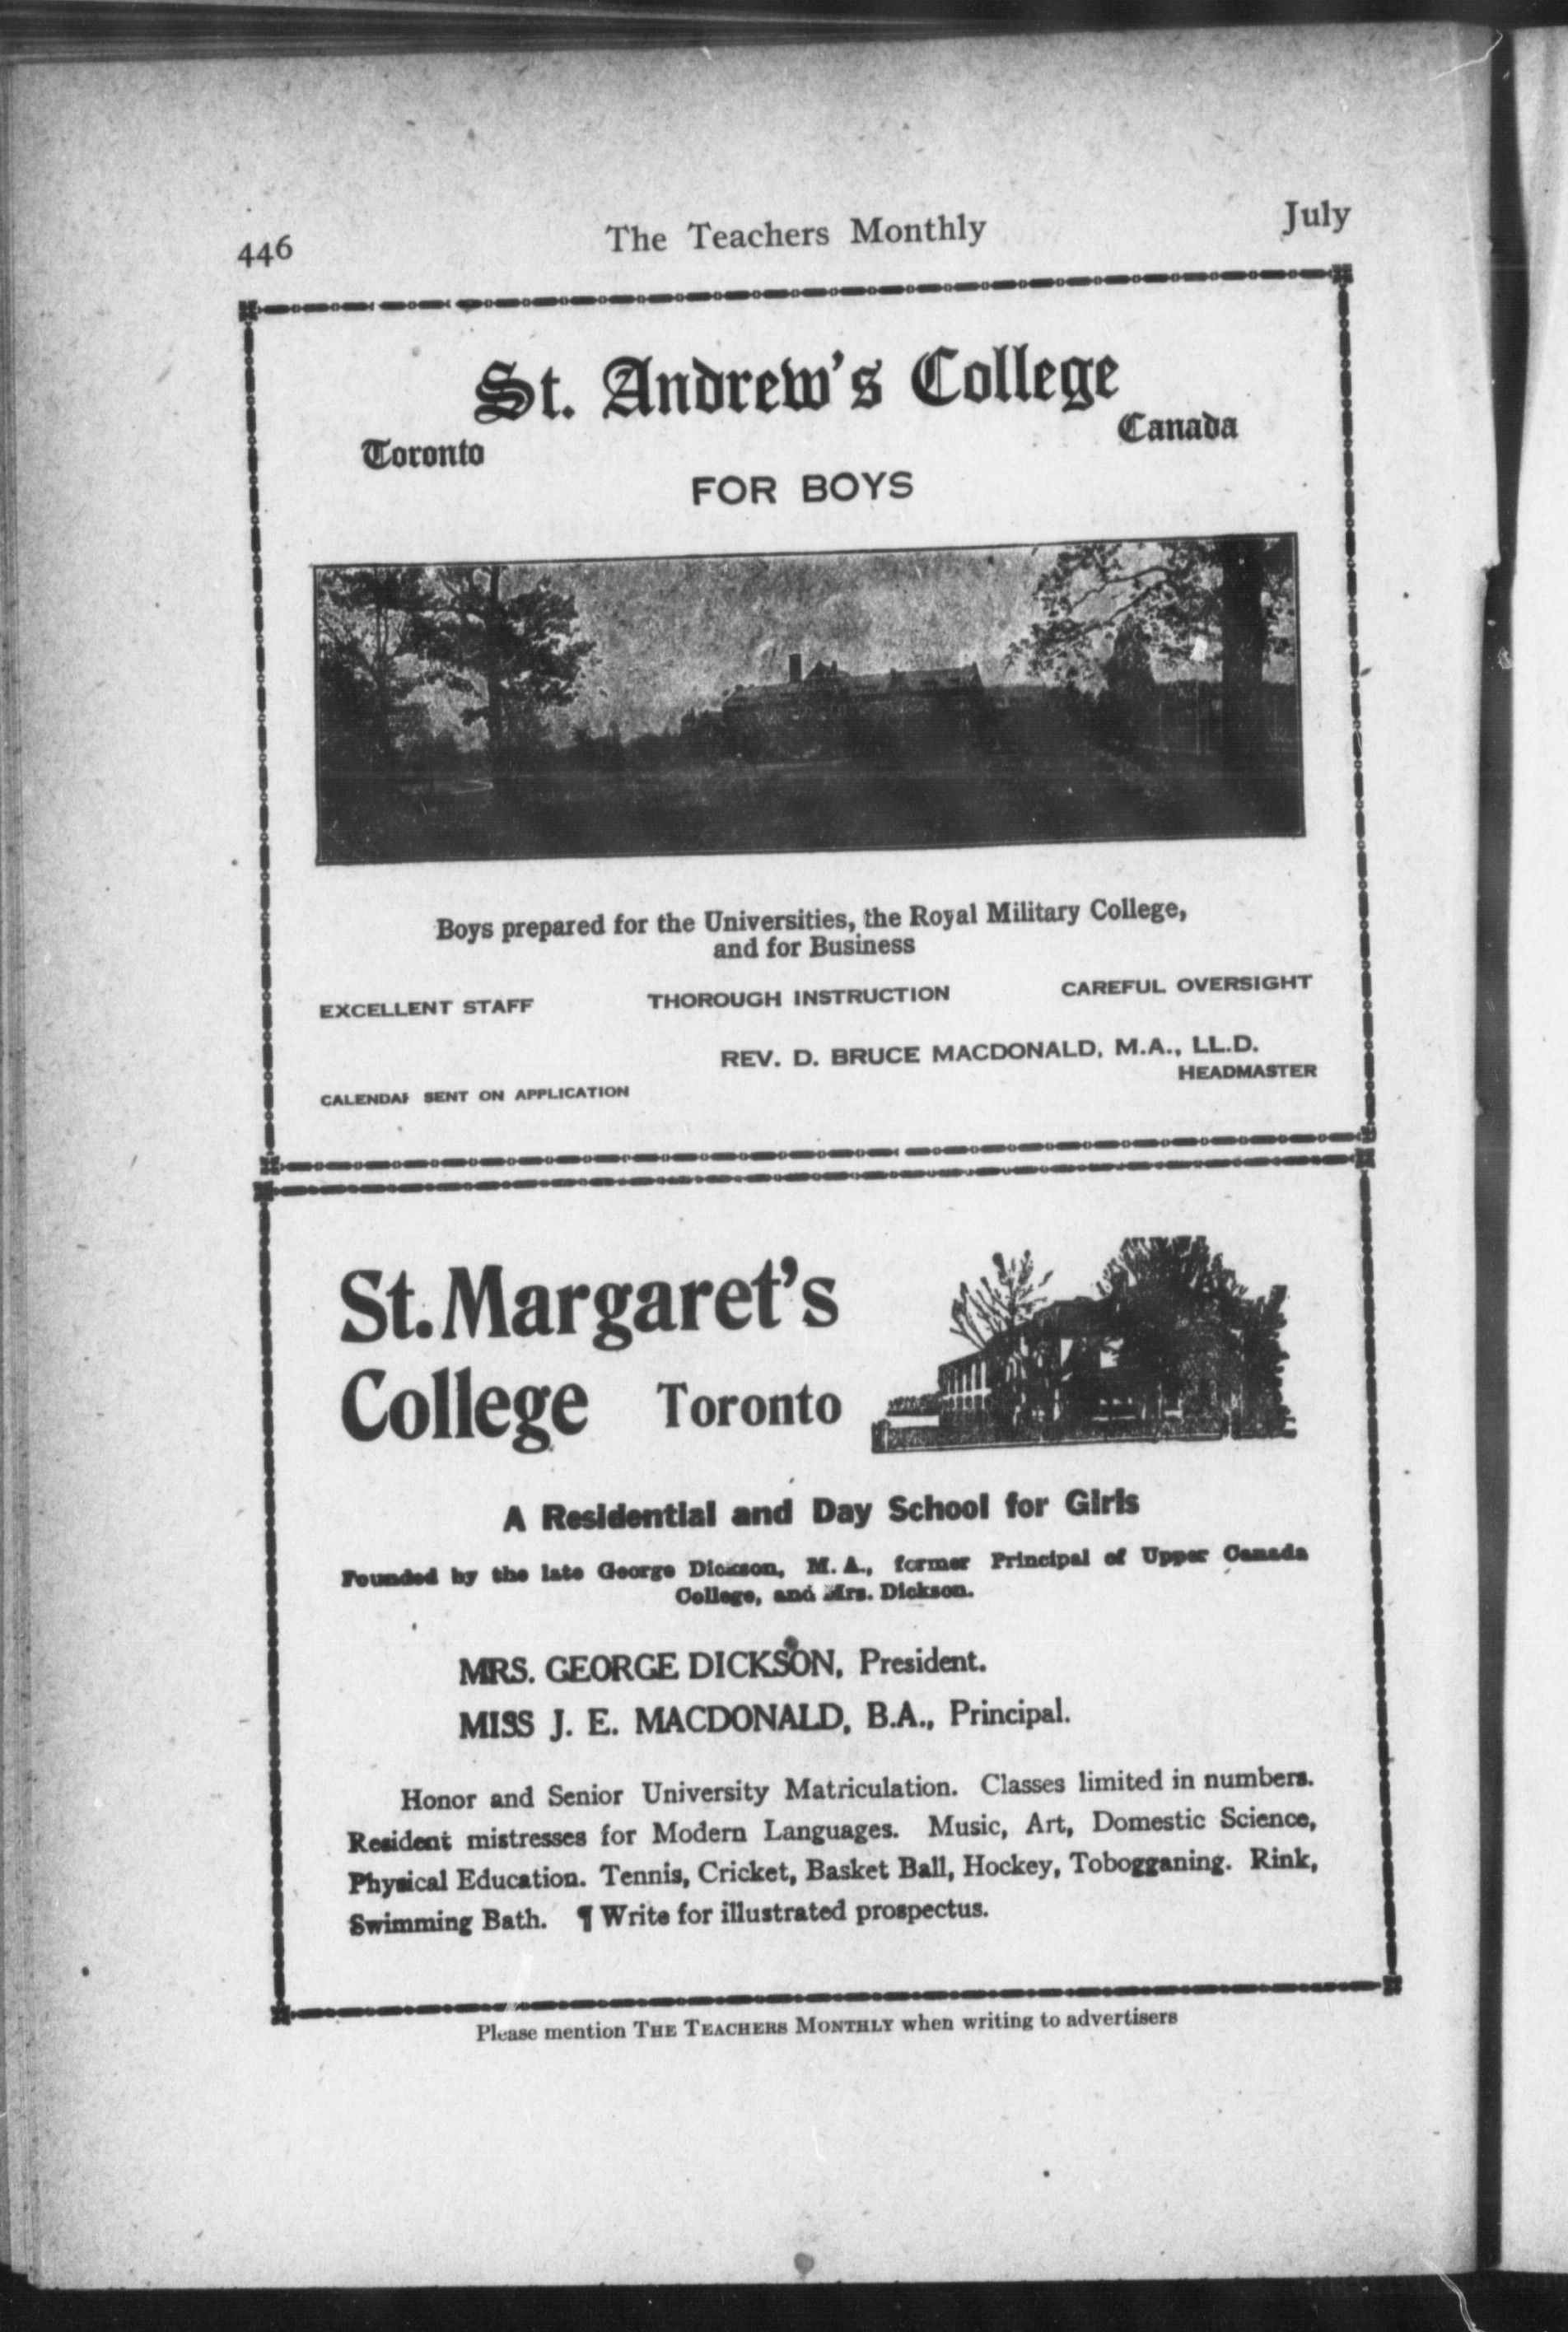 446 The Teachers Monthly July
St. Andrew's College
Toronto Canada
FOR BOYS
Boys prepared for the Universities, the Royal Military College,
and for Business
EXCELLENT STAFF THOROUGH INSTRUCTION CAREFUL OVERSIGHT
REV. D. BRUCE MACDONALD, M.A., LL.D.
HEADMASTER
CALENDAR SENT ON APPLICATION
St. Margaret's
College Toronto
A Residential and Day School for Girls
Founded by the late George Dickson, M. A., former Principal of Upper Canada
College, and Mrs. Dickson.
MRS. GEORGE DICKSON, President.
MISS J. E. MACDONALD, B.A., Principal.
Honor and Senior University Matriculation. Classes limited in numbers.
Resident mistresses for Modern Languages. Music, Art, Domestic Science,
Physical Education. Tennis, Cricket, Basket Ball, Hockey, Tobogganing. Rink,
Swimming Bath. ¶ Write for illustrated prospectus.
Please mention THE TEACHERS MONTHLY when writing to advertisers